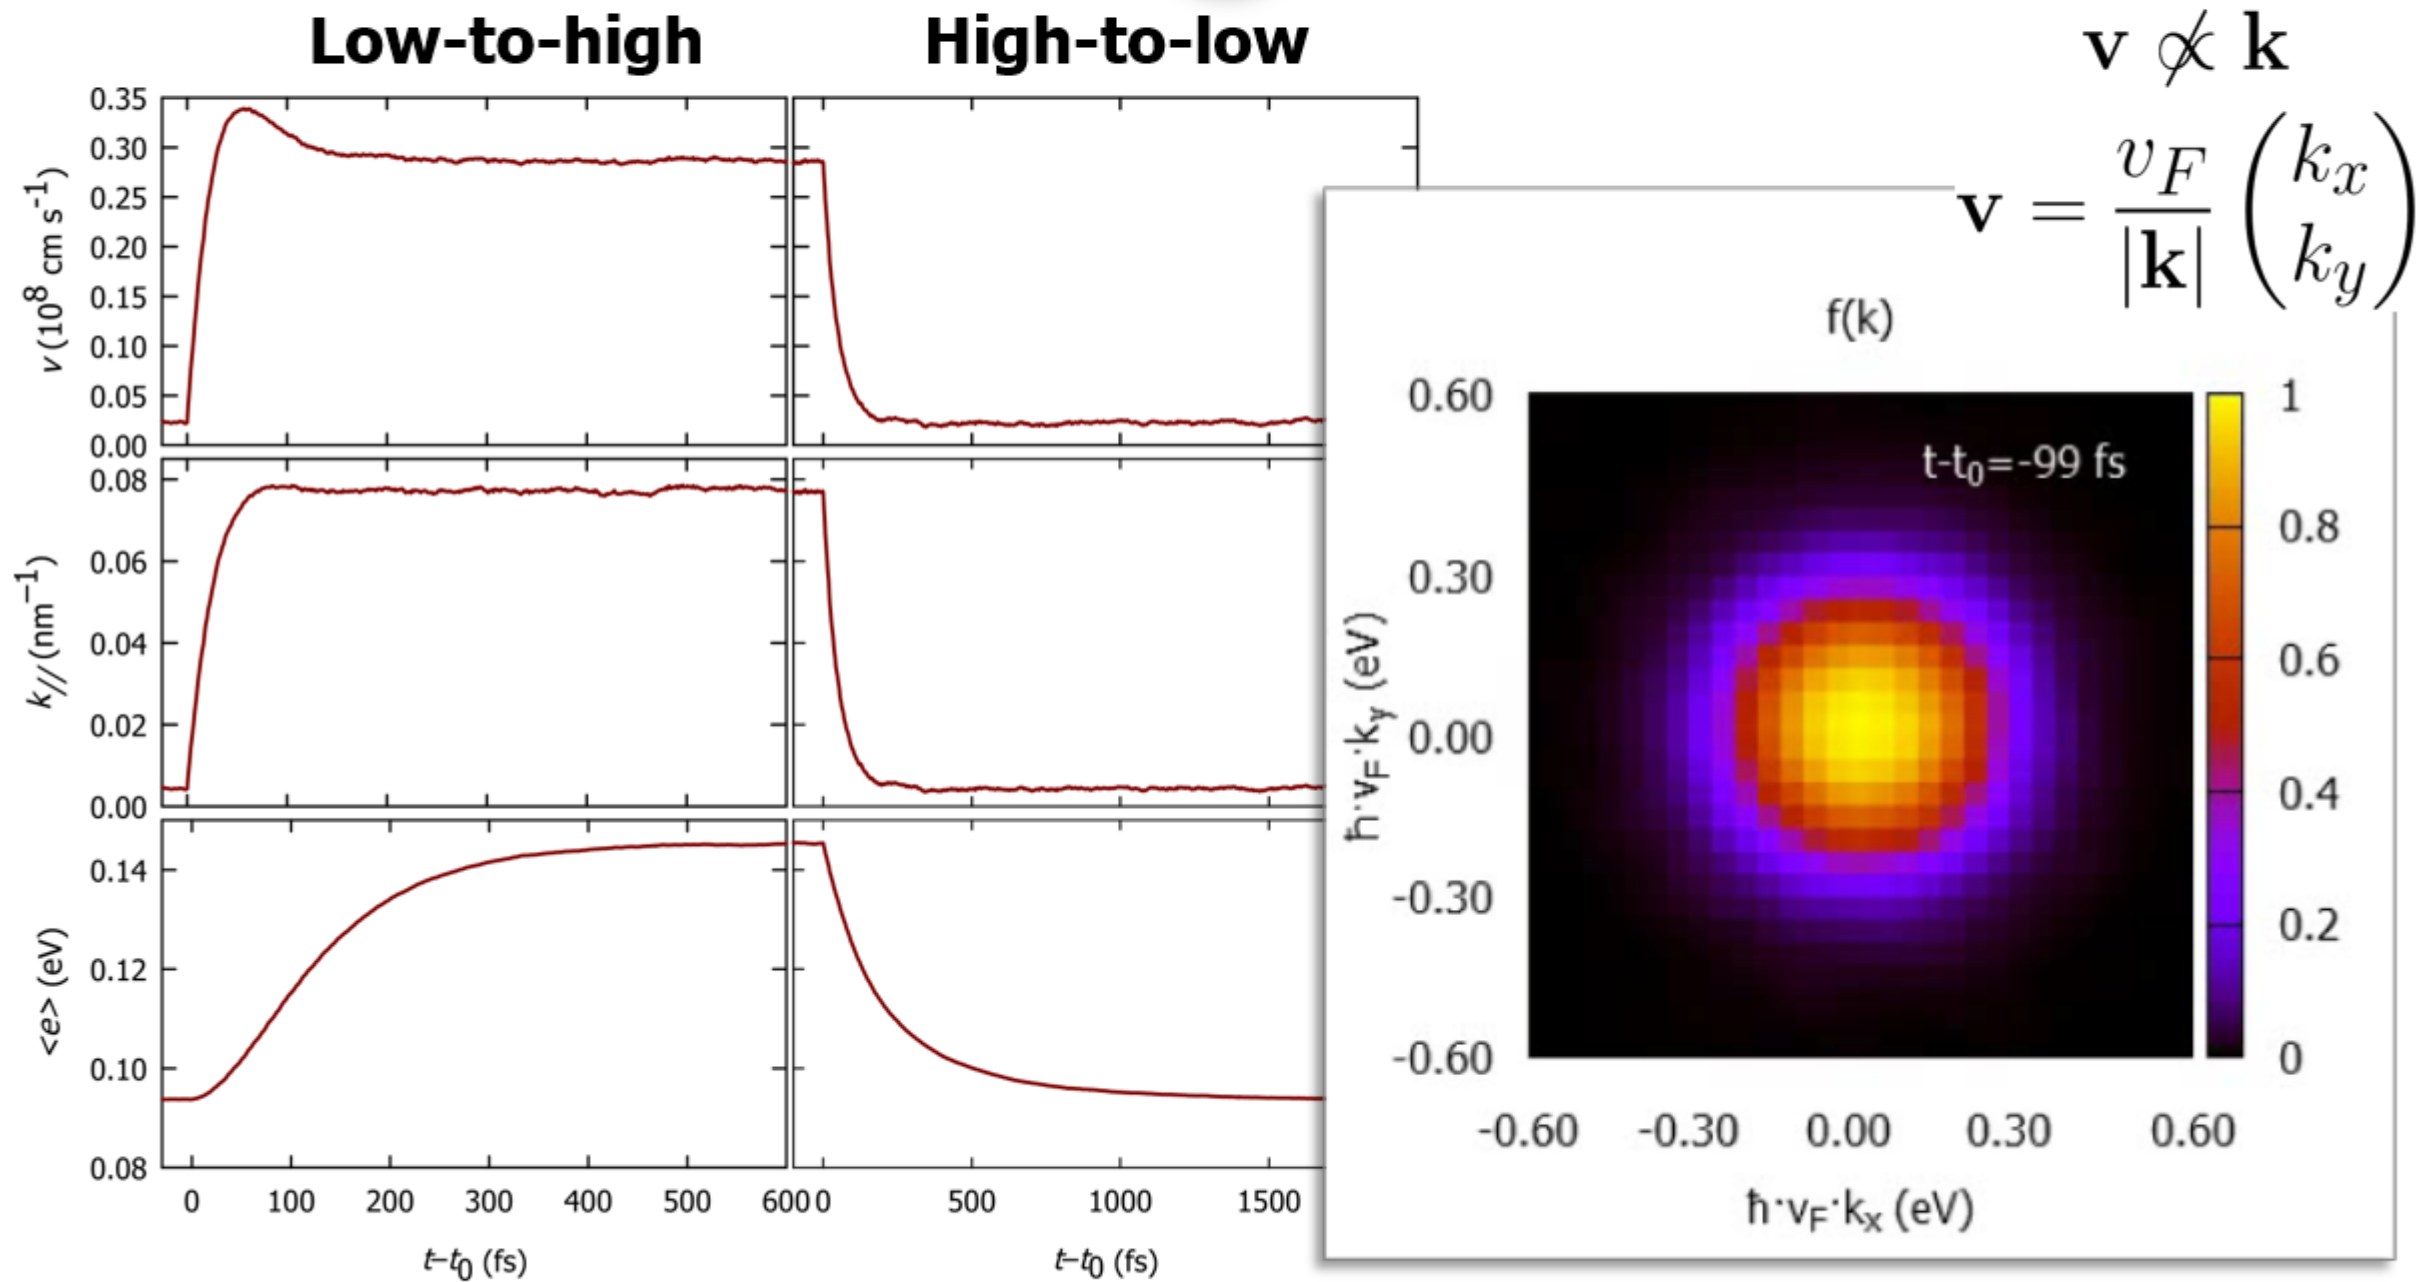 Low-to-high
High-to-low
v ∝̸ k
v = v_F / |k| (k_x k_y)
0.35
0.30
0.25
0.20
0.15
0.10
0.05
0.00
v (10^8 cm s^-1)
0.08
0.06
0.04
0.02
0.00
k_// (nm^−1)
0.14
0.12
0.10
0.08
<e> (eV)
0 100 200 300 400 500 600
0 500 1000 1500
t–t_0 (fs)
t–t_0 (fs)
f(k)
t-t_0=-99 fs
0.60
0.30
0.00
-0.30
-0.60
ħ·v_F·k_y (eV)
-0.60 -0.30 0.00 0.30 0.60
ħ·v_F·k_x (eV)
1
0.8
0.6
0.4
0.2
0